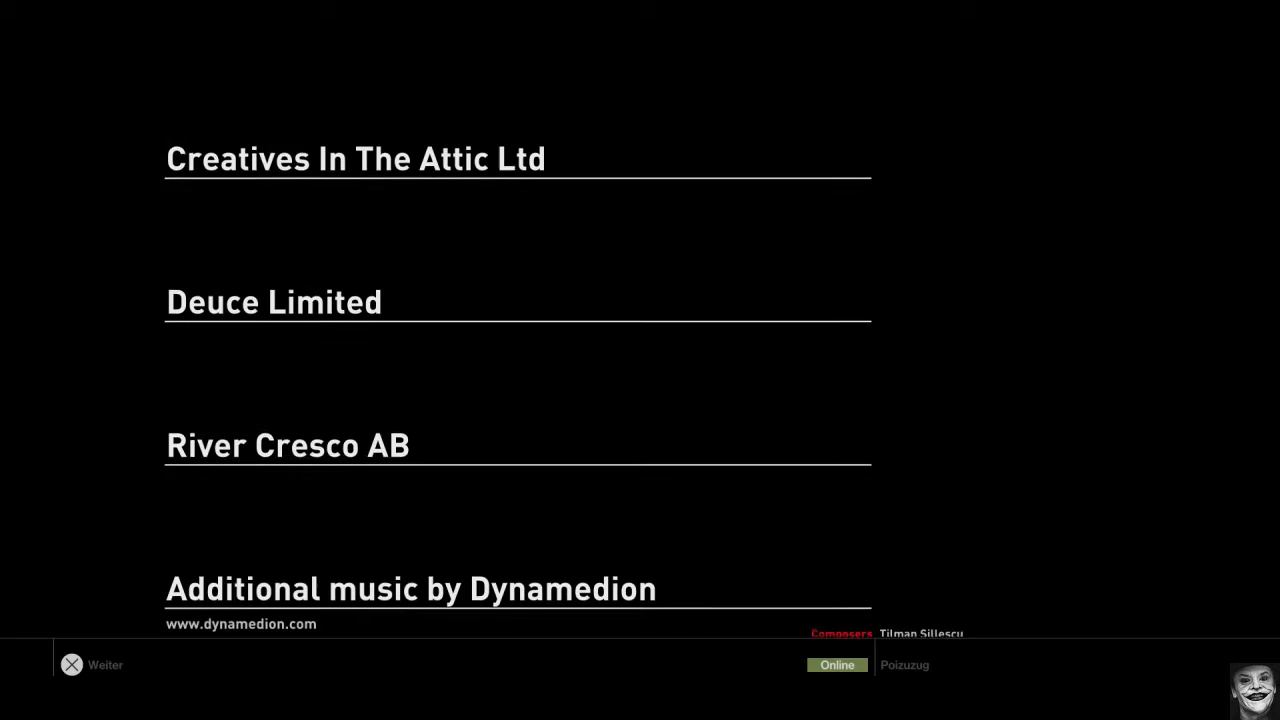 Creatives In The Attic Ltd
Deuce Limited
River Cresco AB
Additional music by Dynamedion
www.dynamedion.com
Composers Tilman Sillescu
Weiter
Online Poizuzug